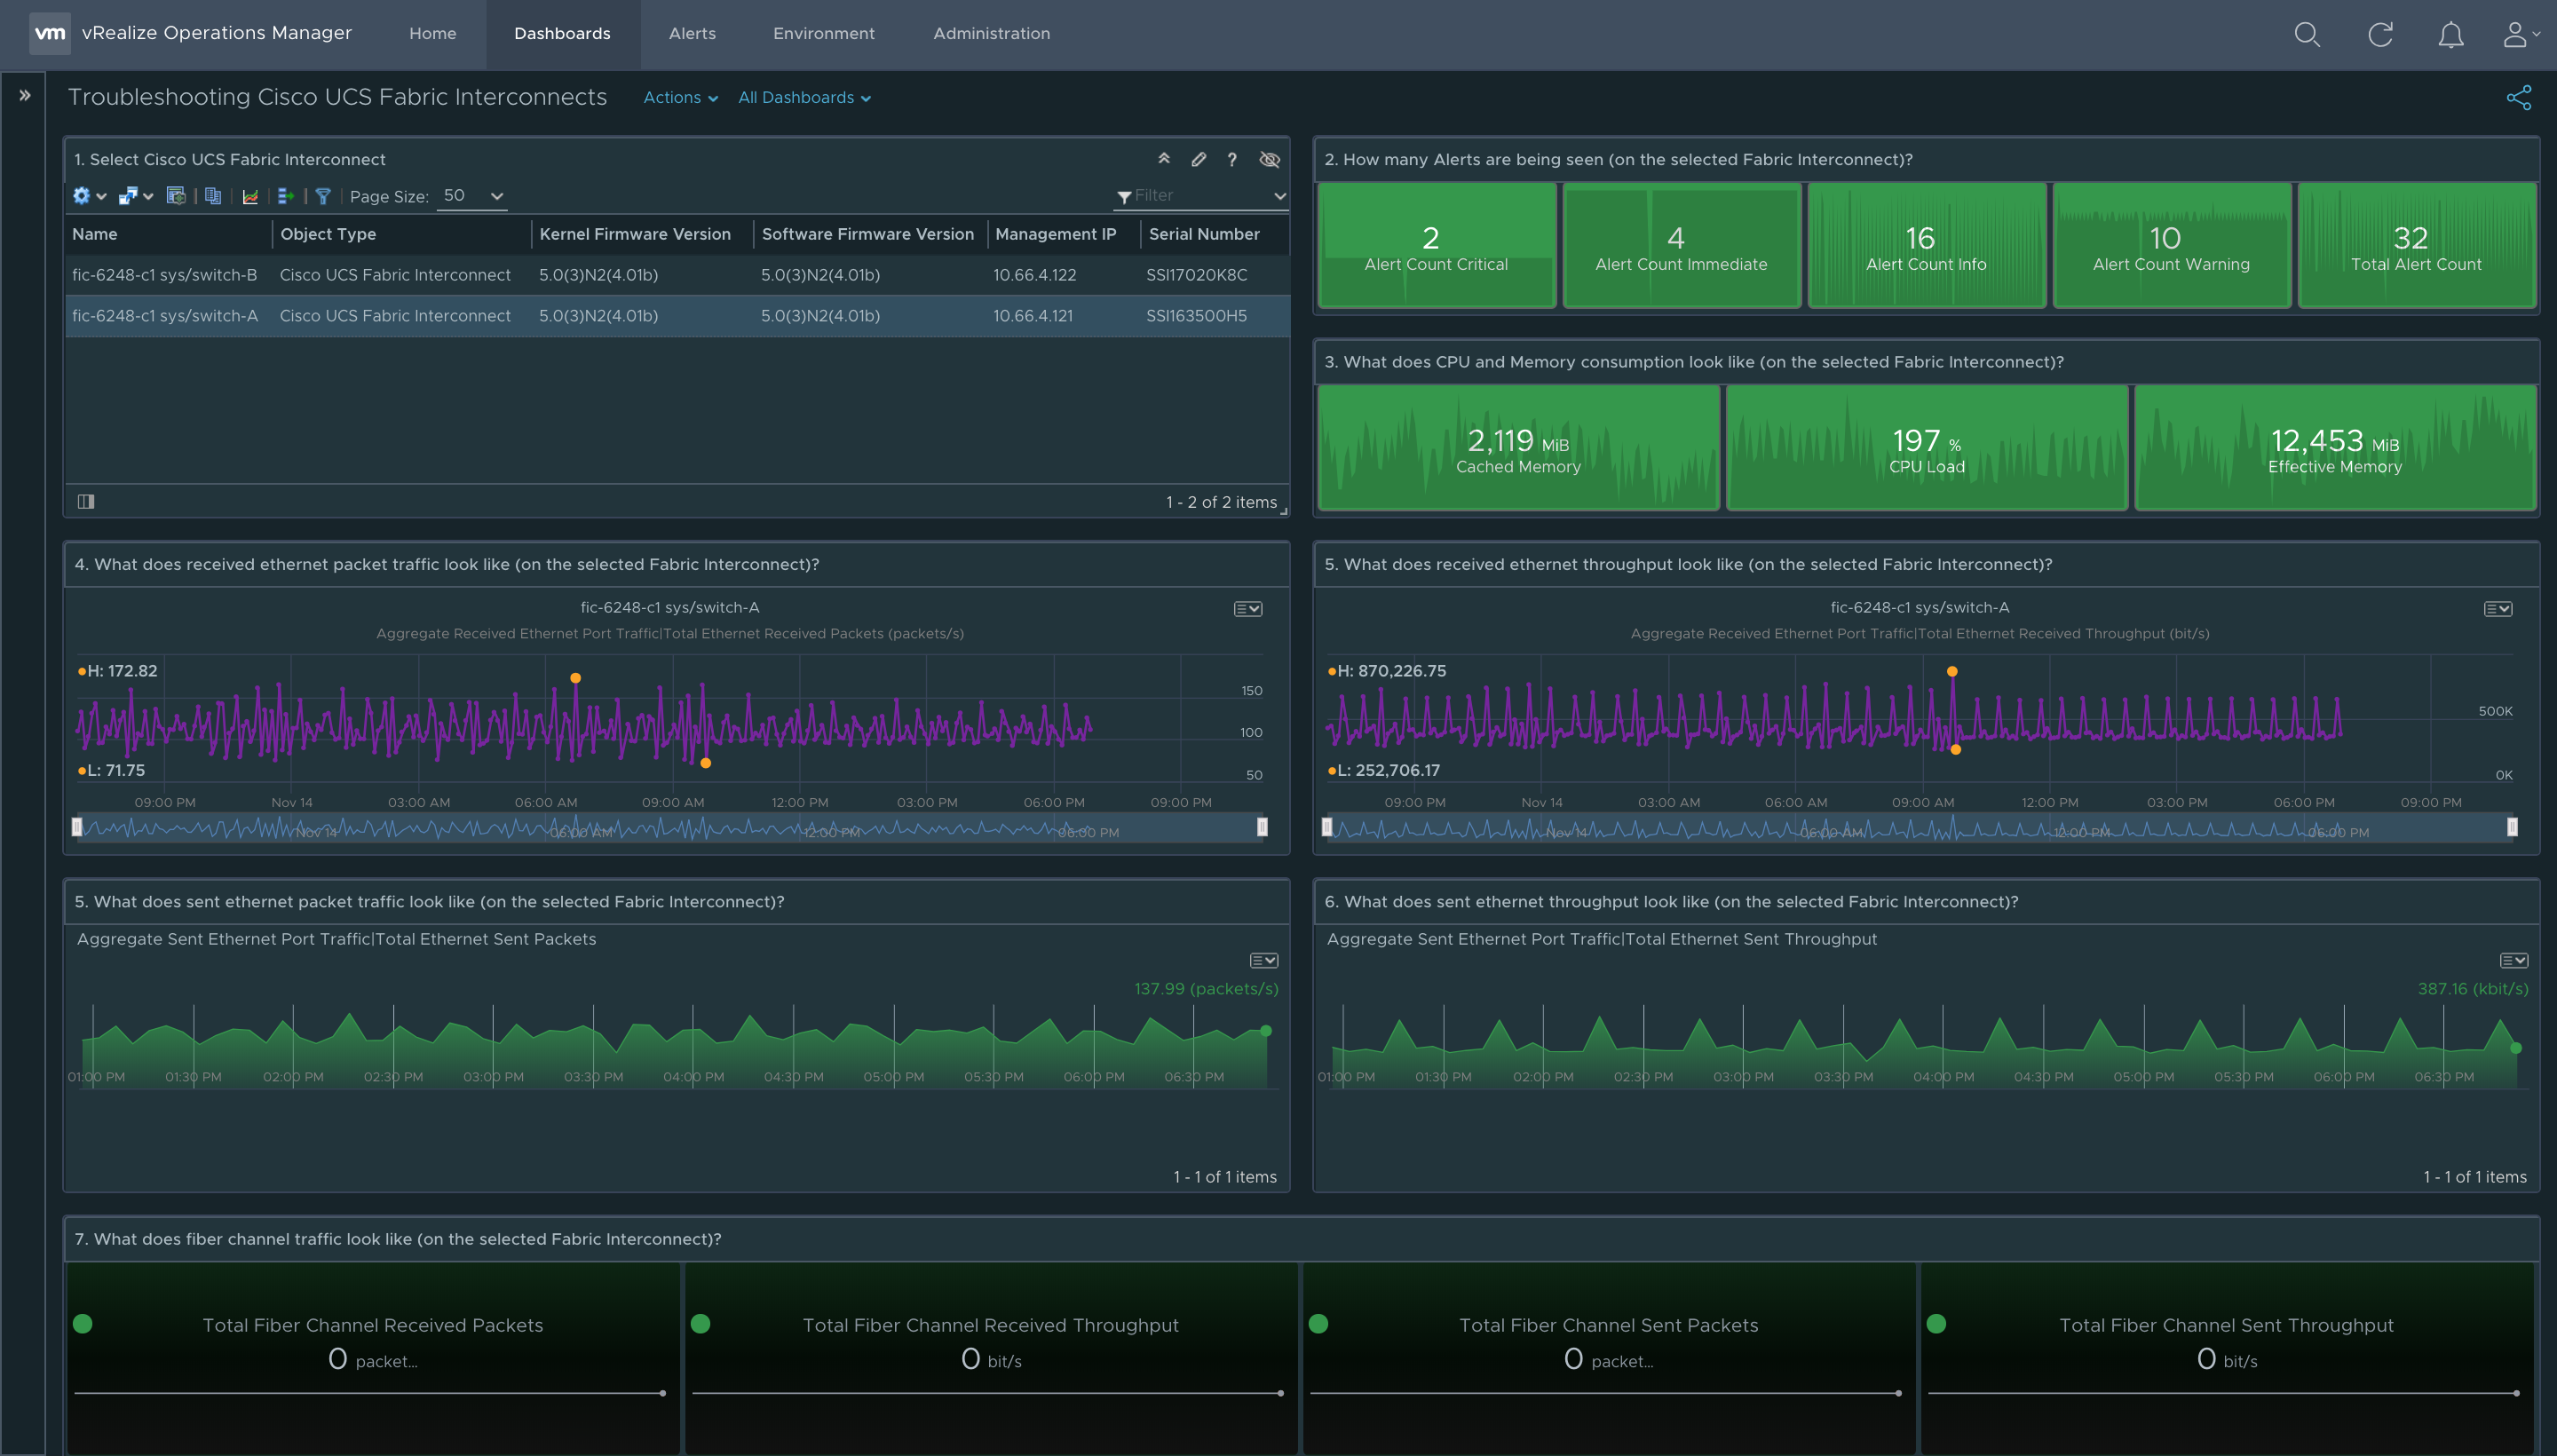 vm vRealize Operations Manager Home Dashboards Alerts Environment Administration
Troubleshooting Cisco UCS Fabric Interconnects Actions All Dashboards
1. Select Cisco UCS Fabric Interconnect
Page Size: 50 Filter
Name Object Type Kernel Firmware Version Software Firmware Version Management IP Serial Number
fic-6248-c1 sys/switch-B Cisco UCS Fabric Interconnect 5.0(3)N2(4.01b) 5.0(3)N2(4.01b) 10.66.4.122 SSI17020K8C
fic-6248-c1 sys/switch-A Cisco UCS Fabric Interconnect 5.0(3)N2(4.01b) 5.0(3)N2(4.01b) 10.66.4.121 SSI163500H5
1 - 2 of 2 items
2. How many Alerts are being seen (on the selected Fabric Interconnect)?
2 4 16 10 32
Alert Count Critical Alert Count Immediate Alert Count Info Alert Count Warning Total Alert Count
3. What does CPU and Memory consumption look like (on the selected Fabric Interconnect)?
2,119 MiB 197 % 12,453 MiB
Cached Memory CPU Load Effective Memory
4. What does received ethernet packet traffic look like (on the selected Fabric Interconnect)?
fic-6248-c1 sys/switch-A
Aggregate Received Ethernet Port Traffic|Total Ethernet Received Packets (packets/s)
H: 172.82
150
100
L: 71.75
50
09:00 PM Nov 14 03:00 AM 06:00 AM 09:00 AM 12:00 PM 03:00 PM 06:00 PM 09:00 PM
Nov 14 06:00 AM 12:00 PM 06:00 PM
5. What does received ethernet throughput look like (on the selected Fabric Interconnect)?
fic-6248-c1 sys/switch-A
Aggregate Received Ethernet Port Traffic|Total Ethernet Received Throughput (bit/s)
H: 870,226.75
500K
L: 252,706.17
0K
09:00 PM Nov 14 03:00 AM 06:00 AM 09:00 AM 12:00 PM 03:00 PM 06:00 PM 09:00 PM
Nov 14 06:00 AM 12:00 PM 06:00 PM
5. What does sent ethernet packet traffic look like (on the selected Fabric Interconnect)?
Aggregate Sent Ethernet Port Traffic|Total Ethernet Sent Packets
137.99 (packets/s)
01:00 PM 01:30 PM 02:00 PM 02:30 PM 03:00 PM 03:30 PM 04:00 PM 04:30 PM 05:00 PM 05:30 PM 06:00 PM 06:30 PM
1 - 1 of 1 items
6. What does sent ethernet throughput look like (on the selected Fabric Interconnect)?
Aggregate Sent Ethernet Port Traffic|Total Ethernet Sent Throughput
387.16 (kbit/s)
01:00 PM 01:30 PM 02:00 PM 02:30 PM 03:00 PM 03:30 PM 04:00 PM 04:30 PM 05:00 PM 05:30 PM 06:00 PM 06:30 PM
1 - 1 of 1 items
7. What does fiber channel traffic look like (on the selected Fabric Interconnect)?
Total Fiber Channel Received Packets Total Fiber Channel Received Throughput Total Fiber Channel Sent Packets Total Fiber Channel Sent Throughput
0 packet... 0 bit/s 0 packet... 0 bit/s